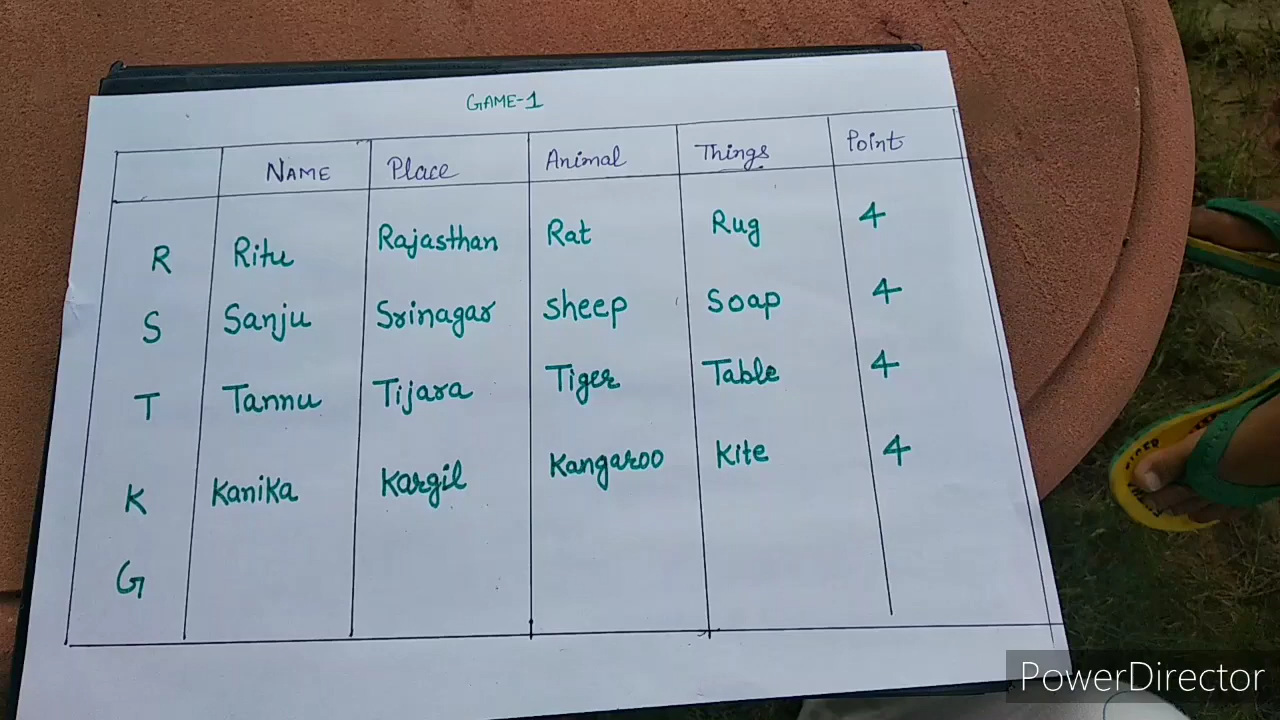 GAME-1
NAME Place Animal Things Point
R Ritu Rajasthan Rat Rug 4
S Sanju Srinagar sheep Soap 4
T Tannu Tijara Tiger Table 4
K Kanika Kargil Kangaroo Kite 4
G
PowerDirector